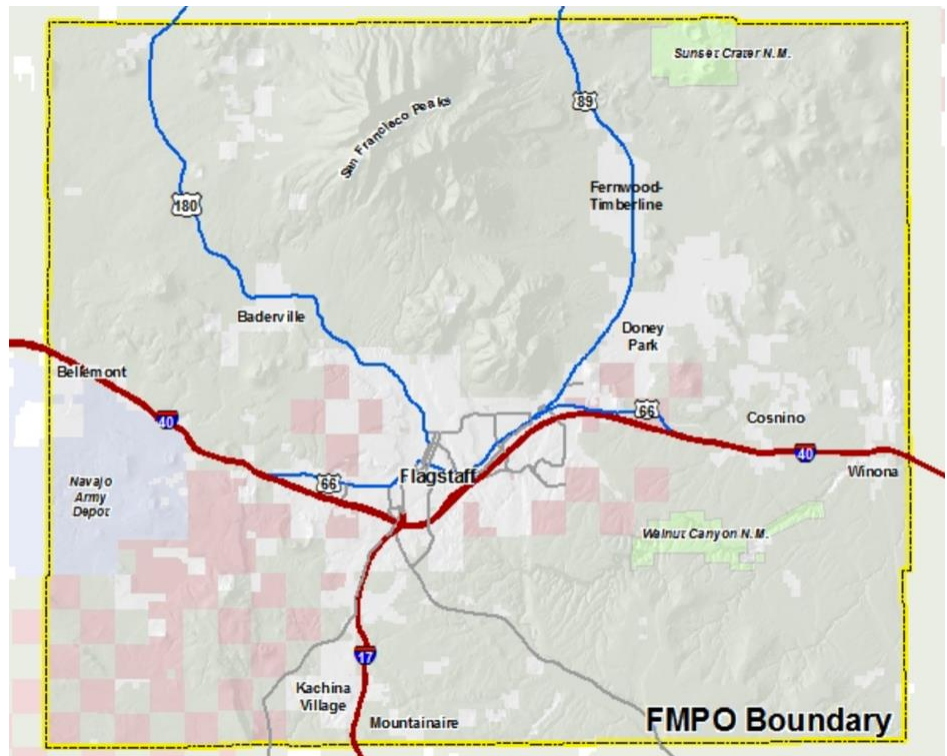 Sunset Crater N.M.
89
San Francisco Peaks
Fernwood-
Timberline
180
Baderville
Doney
Park
Bellemont
40
66
Cosnino
40
Winona
Flagstaff
66
Navajo
Army
Depot
Walnut Canyon N.M.
17
Kachina
Village
Mountainaire
FMPO Boundary